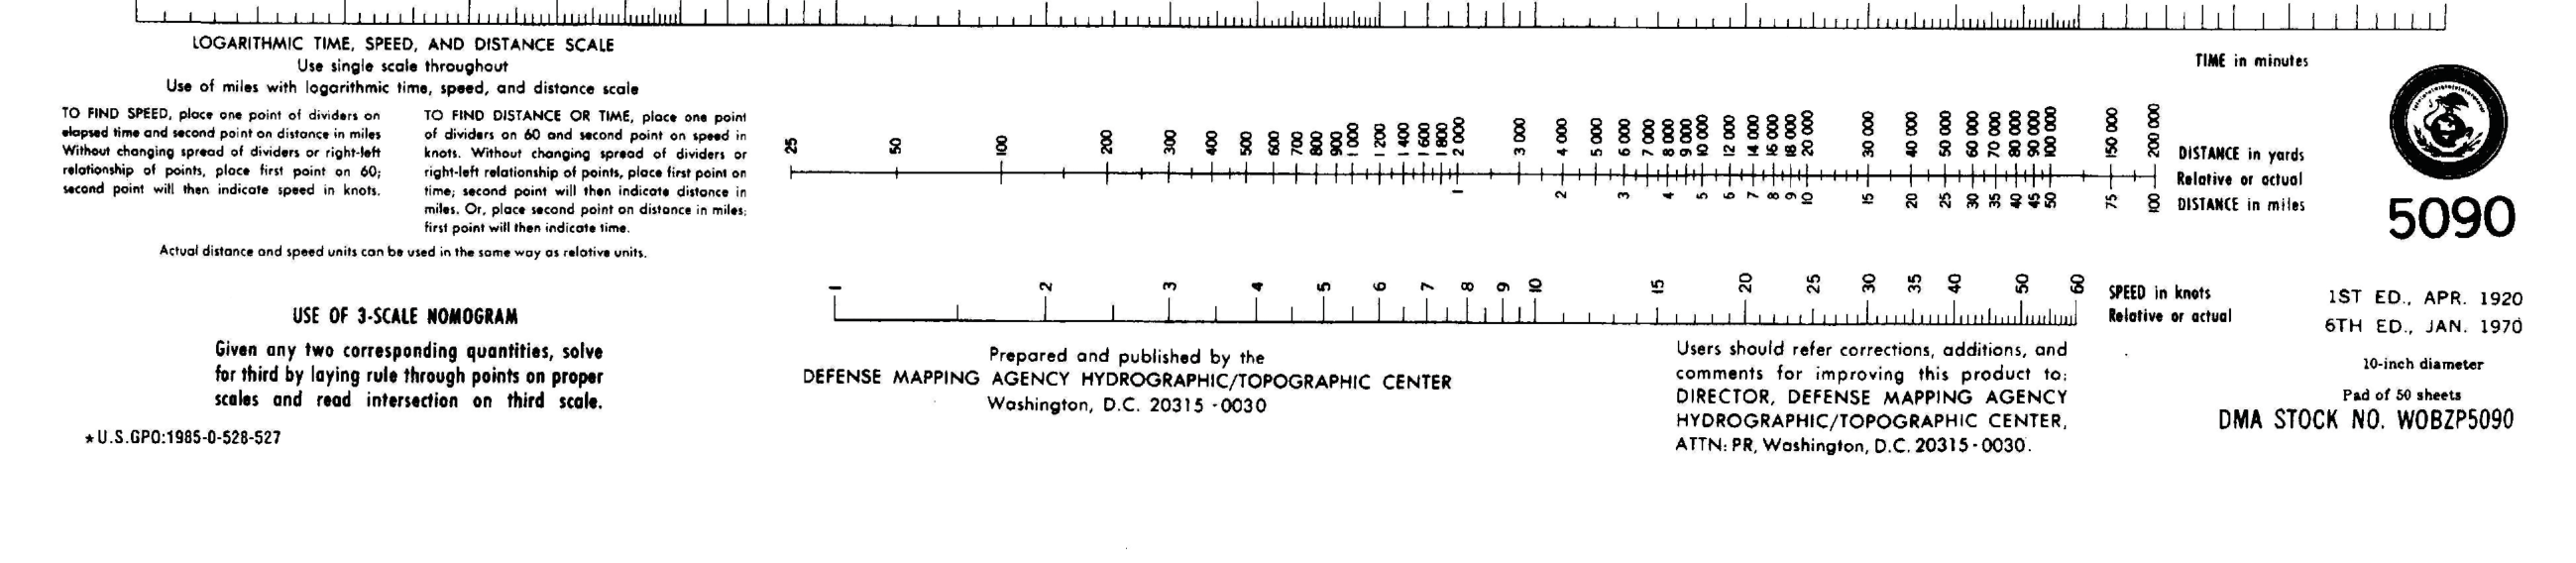 LOGARITHMIC TIME, SPEED, AND DISTANCE SCALE
Use single scale throughout
Use of miles with logarithmic time, speed, and distance scale
TO FIND SPEED, place one point of dividers on
elapsed time and second point on distance in miles
Without changing spread of dividers or right-left
relationship of points, place first point on 60;
second point will then indicate speed in knots.
TO FIND DISTANCE OR TIME, place one point
of dividers on 60 and second point on speed in
knots. Without changing spread of dividers or
right-left relationship of points, place first point on
time; second point will then indicate distance in
miles. Or, place second point on distance in miles;
first point will then indicate time.
Actual distance and speed units can be used in the same way as relative units.
USE OF 3-SCALE NOMOGRAM
Given any two corresponding quantities, solve
for third by laying rule through points on proper
scales and read intersection on third scale.
★U.S.GPO:1985-0-528-527
TIME in minutes
25 50 100 200 300 400 500 600 700 800 900 1 000 1 200 1 400 1 600 1 800 2 000 3 000 4 000 5 000 6 000 7 000 8 000 9 000 10 000 12 000 14 000 16 000 18 000 20 000 30 000 40 000 50 000 60 000 70 000 80 000 90 000 100 000 150 000 200 000
DISTANCE in yards
Relative or actual
1 2 3 4 5 6 7 8 9 10 15 20 25 30 35 40 45 50 75 100
DISTANCE in miles
1 2 3 4 5 6 7 8 9 10 15 20 25 30 35 40 50 60
SPEED in knots
Relative or actual
Prepared and published by the
DEFENSE MAPPING AGENCY HYDROGRAPHIC/TOPOGRAPHIC CENTER
Washington, D.C. 20315 -0030
Users should refer corrections, additions, and
comments for improving this product to:
DIRECTOR, DEFENSE MAPPING AGENCY
HYDROGRAPHIC/TOPOGRAPHIC CENTER,
ATTN: PR, Washington, D.C. 20315-0030.
5090
1ST ED., APR. 1920
6TH ED., JAN. 1970
10-inch diameter
Pad of 50 sheets
DMA STOCK NO. WOBZP5090